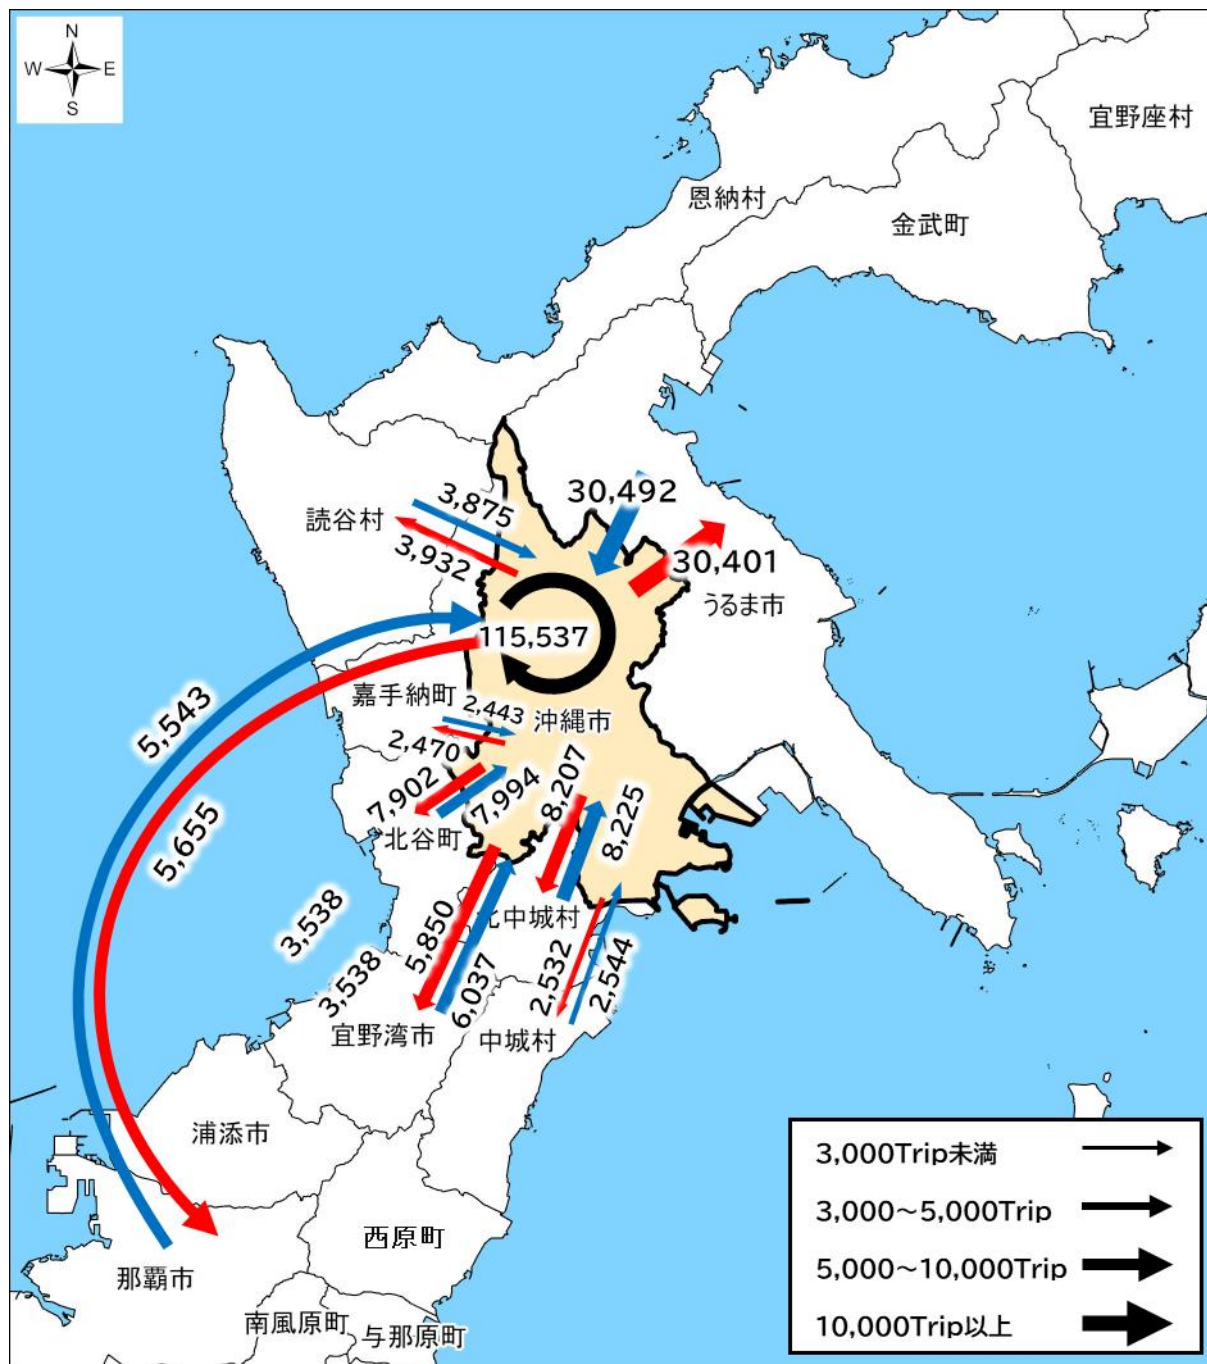 N
W
E
S
宜野座村
恩納村
金武町
30,492
3,875
読谷村
3,932
30,401
うるま市
115,537
嘉手納町
2,443
沖縄市
5,543
2,470
7,902
7,994
8,207
8,225
北谷町
5,655
3,538
5,850
北中城村
3,538
6,037
2,532
2,544
宜野湾市
中城村
浦添市
西原町
那覇市
南風原町
与那原町
3,000Trip未満
3,000～5,000Trip
5,000～10,000Trip
10,000Trip以上